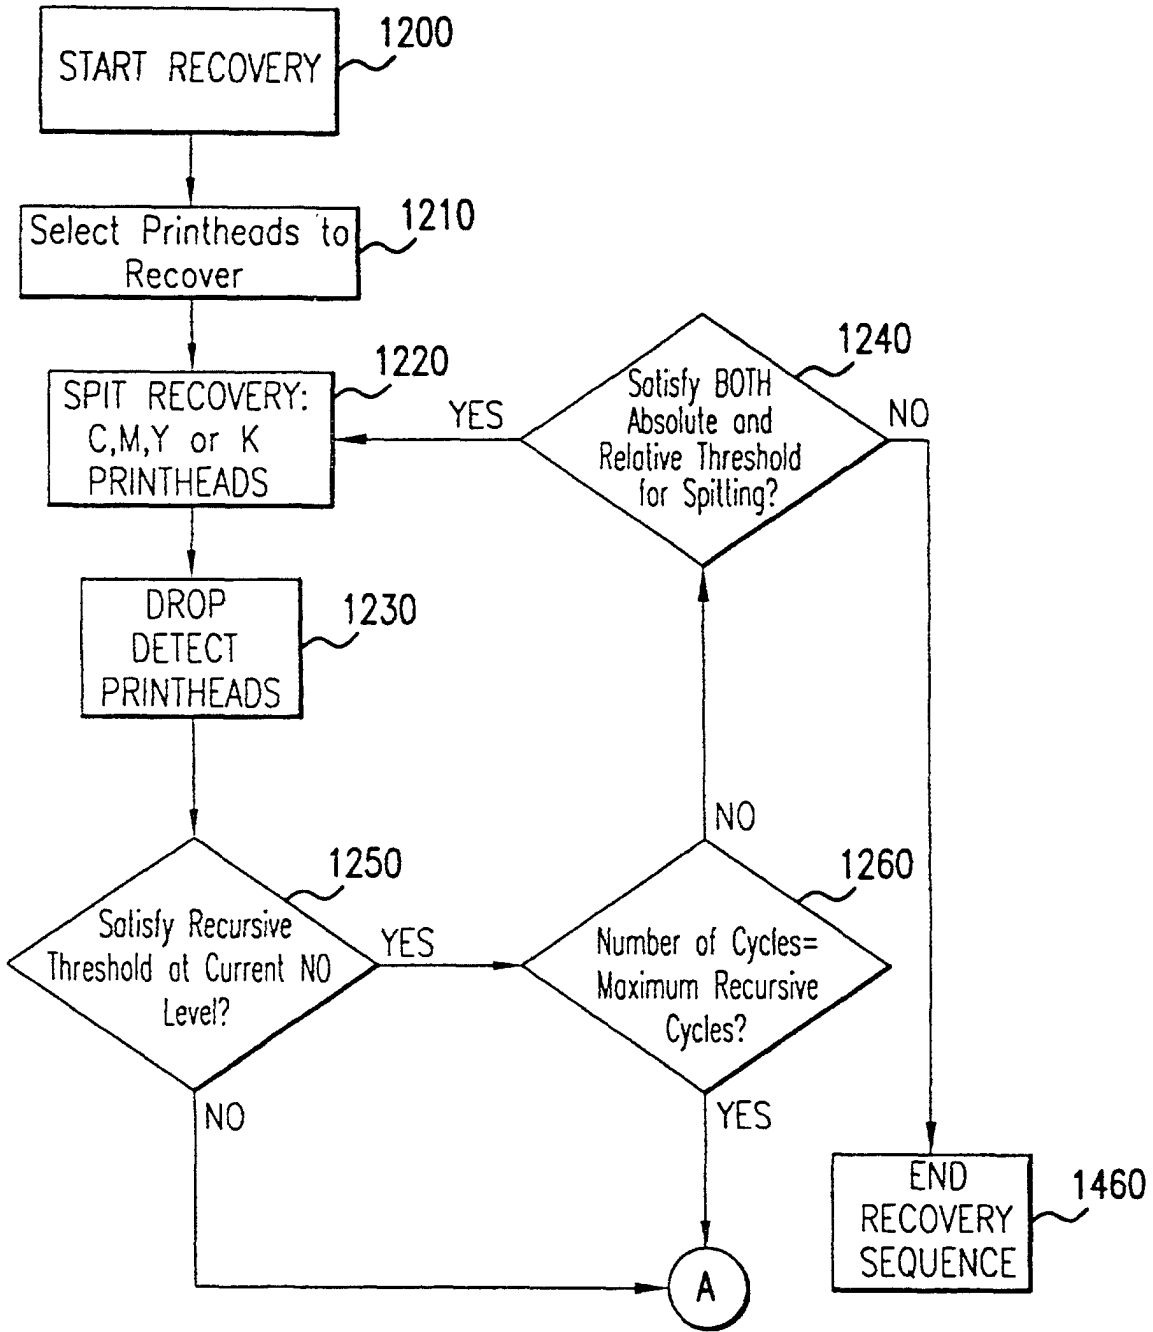 START RECOVERY
1200
Select Printheads to
Recover
1210
SPIT RECOVERY:
C,M,Y or K
PRINTHEADS
1220
YES
Satisfy BOTH
Absolute and
Relative Threshold
for Spitting?
1240
NO
DROP
DETECT
PRINTHEADS
1230
NO
Satisfy Recursive
Threshold at Current NO
Level?
1250
YES
Number of Cycles=
Maximum Recursive
Cycles?
1260
NO
YES
END
RECOVERY
SEQUENCE
1460
A